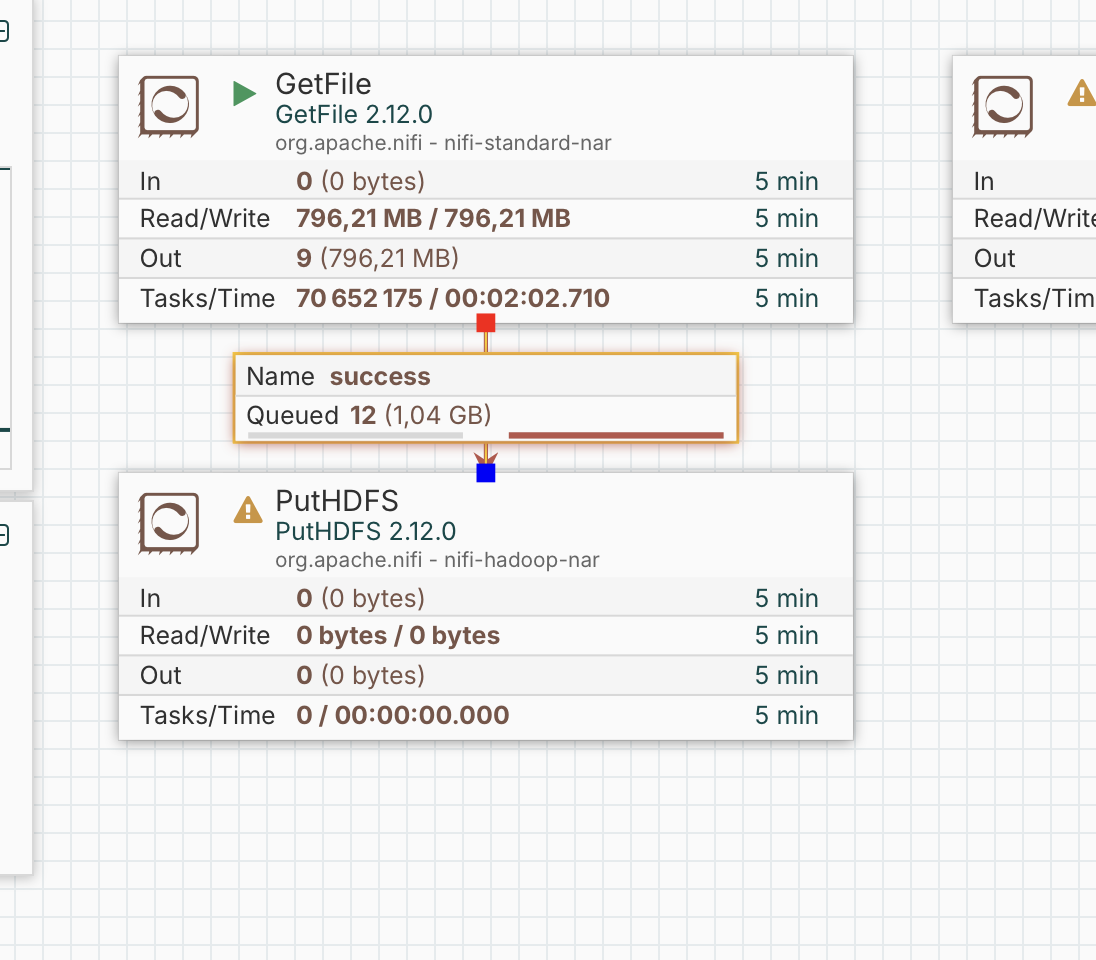 GetFile
GetFile 2.12.0
org.apache.nifi - nifi-standard-nar
In 0 (0 bytes) 5 min
Read/Write 796,21 MB / 796,21 MB 5 min
Out 9 (796,21 MB) 5 min
Tasks/Time 70 652 175 / 00:02:02.710 5 min
Name success
Queued 12 (1,04 GB)
PutHDFS
PutHDFS 2.12.0
org.apache.nifi - nifi-hadoop-nar
In 0 (0 bytes) 5 min
Read/Write 0 bytes / 0 bytes 5 min
Out 0 (0 bytes) 5 min
Tasks/Time 0 / 00:00:00.000 5 min
In
Read/Write
Out
Tasks/Tim